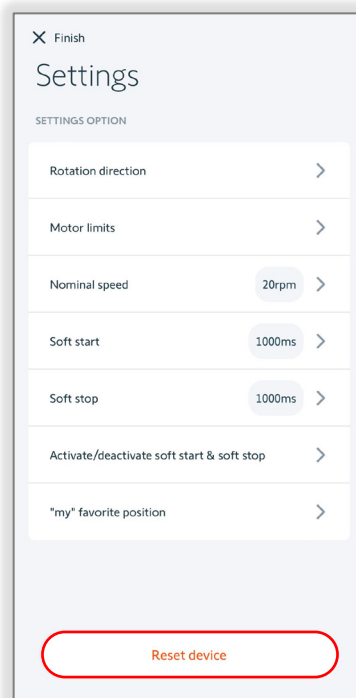 Finish
Settings
SETTINGS OPTION
Rotation direction
Motor limits
Nominal speed 20rpm
Soft start 1000ms
Soft stop 1000ms
Activate/deactivate soft start & soft stop
"my" favorite position
Reset device